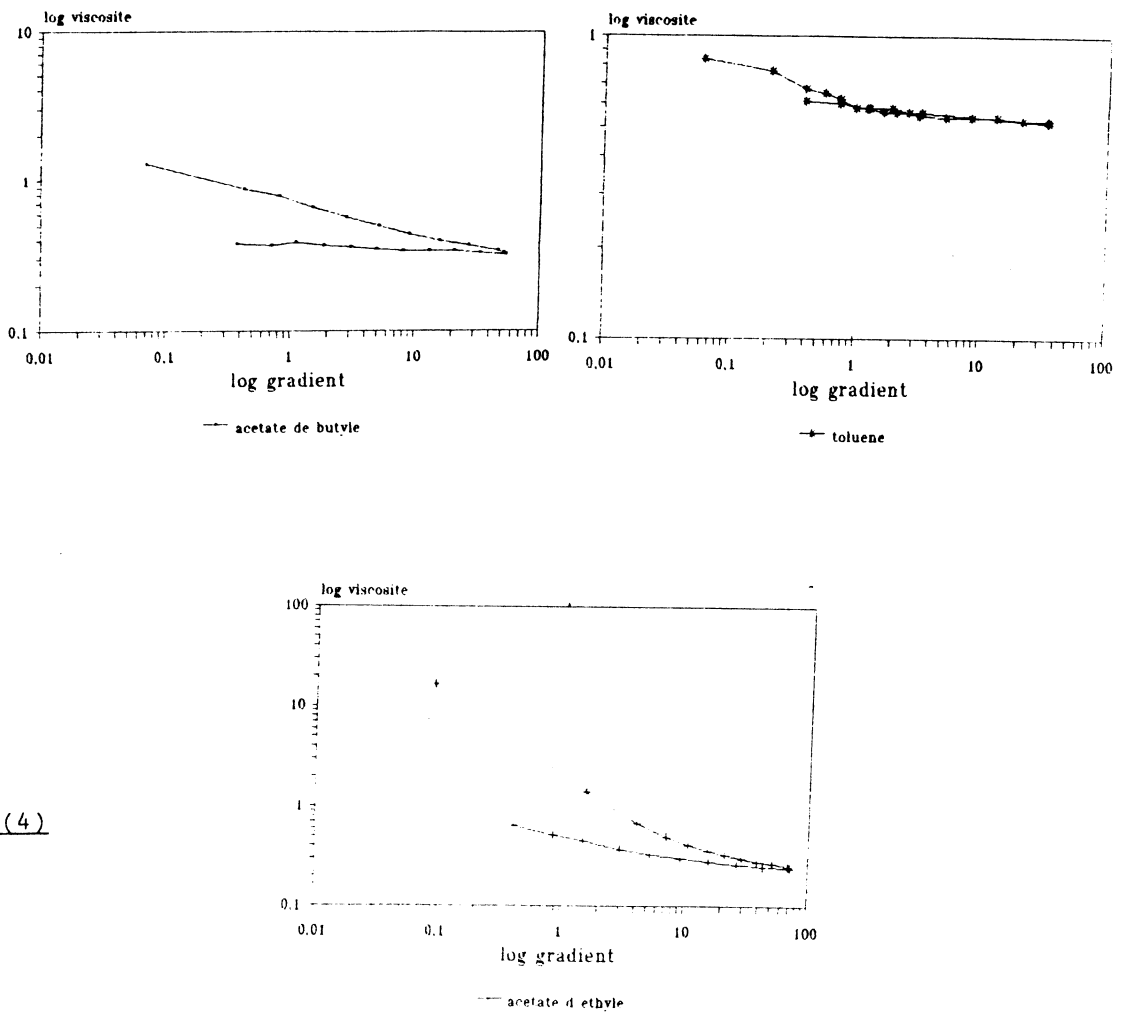 log viscosite
10
1
0.1
0.01 0.1 1 10 100
log gradient
acetate de butyle
log viscosite
1
0.1
0.01 0.1 1 10 100
log gradient
toluene
log viscosite
100
10
1
0.1
0.01 0.1 1 10 100
log gradient
acetate d ethyle
(4)